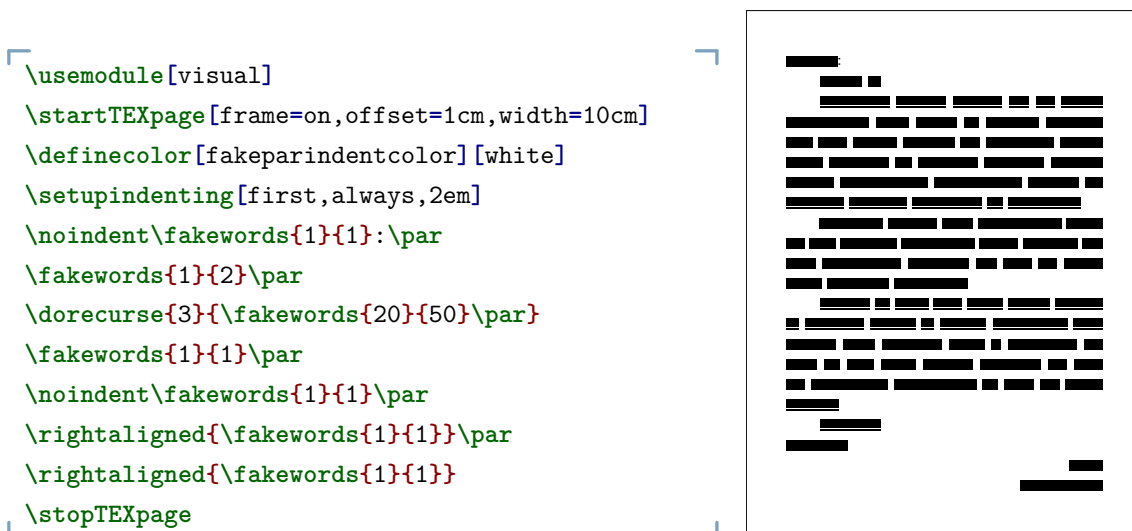 \usemodule[visual]
\startTEXpage[frame=on,offset=1cm,width=10cm]
\definecolor[fakeparindentcolor][white]
\setupindenting[first,always,2em]
\noindent\fakewords{1}{1}:\par
\fakewords{1}{2}\par
\dorecurse{3}{\fakewords{20}{50}\par}
\fakewords{1}{1}\par
\noindent\fakewords{1}{1}\par
\rightaligned{\fakewords{1}{1}}\par
\rightaligned{\fakewords{1}{1}}
\stopTEXpage
: